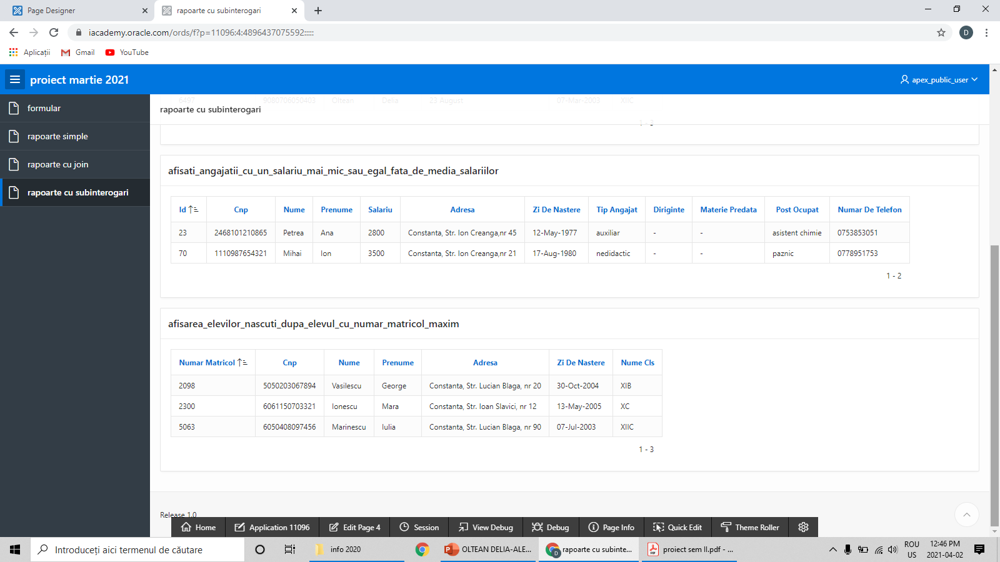 Page Designer
rapoarte cu subinterogari
iacademy.oracle.com/ords/f?p=11096:4:4896437075592:::::
D
Aplicații
Gmail
YouTube
proiect martie 2021
apex_public_user
formular
rapoarte simple
rapoarte cu join
rapoarte cu subinterogari
6497 9080706050403 Oltean Delia 23 August 07-Mar-2003 XIIC
rapoarte cu subinterogari
afisati_angajatii_cu_un_salariu_mai_mic_sau_egal_fata_de_media_salariilor
Id Cnp Nume Prenume Salariu Adresa Zi De Nastere Tip Angajat Diriginte Materie Predata Post Ocupat Numar De Telefon
23 2468101210865 Petrea Ana 2800 Constanta, Str. Ion Creanga,nr 45 12-May-1977 auxiliar - - asistent chimie 0753853051
70 1110987654321 Mihai Ion 3500 Constanta, Str. Ion Creanga,nr 21 17-Aug-1980 nedidactic - - paznic 0778951753
1 - 2
afisarea_elevilor_nascuti_dupa_elevul_cu_numar_matricol_maxim
Numar Matricol Cnp Nume Prenume Adresa Zi De Nastere Nume Cls
2098 5050203067894 Vasilescu George Constanta, Str. Lucian Blaga, nr 20 30-Oct-2004 XIB
2300 6061150703321 Ionescu Mara Constanta, Str. Ioan Slavici, nr 12 13-May-2005 XC
5063 6050408097456 Marinescu Iulia Constanta, Str. Lucian Blaga, nr 90 07-Jul-2003 XIIC
1 - 3
Release 1.0
Home
Application 11096
Edit Page 4
Session
View Debug
Debug
Page Info
Quick Edit
Theme Roller
Introduceți aici termenul de căutare
info 2020
OLTEAN DELIA-ALE...
rapoarte cu subinte...
proiect sem II.pdf - ...
ROU
US
12:46 PM
2021-04-02